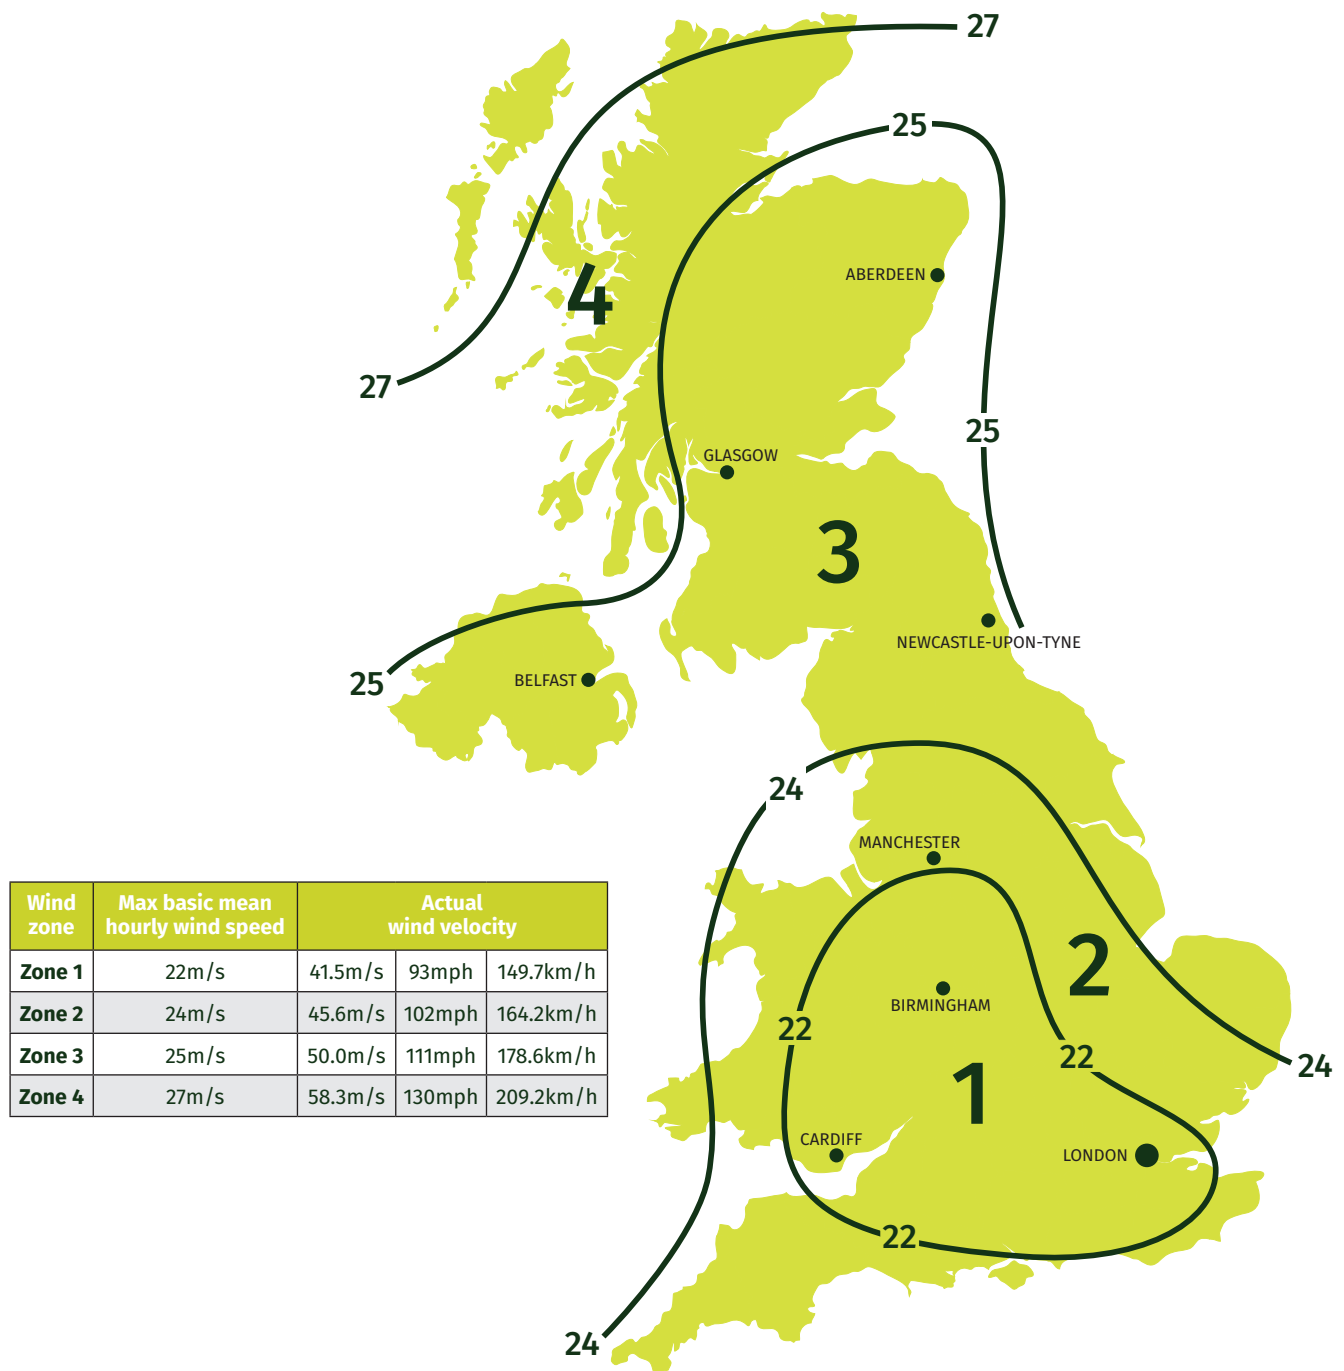 27
25
ABERDEEN
4
27
25
GLASGOW
3
NEWCASTLE-UPON-TYNE
BELFAST
25
24
MANCHESTER
Wind zone | Max basic mean hourly wind speed | Actual wind velocity
Zone 1 | 22m/s | 41.5m/s | 93mph | 149.7km/h
Zone 2 | 24m/s | 45.6m/s | 102mph | 164.2km/h
Zone 3 | 25m/s | 50.0m/s | 111mph | 178.6km/h
Zone 4 | 27m/s | 58.3m/s | 130mph | 209.2km/h
2
BIRMINGHAM
22
22
24
1
CARDIFF
LONDON
22
24